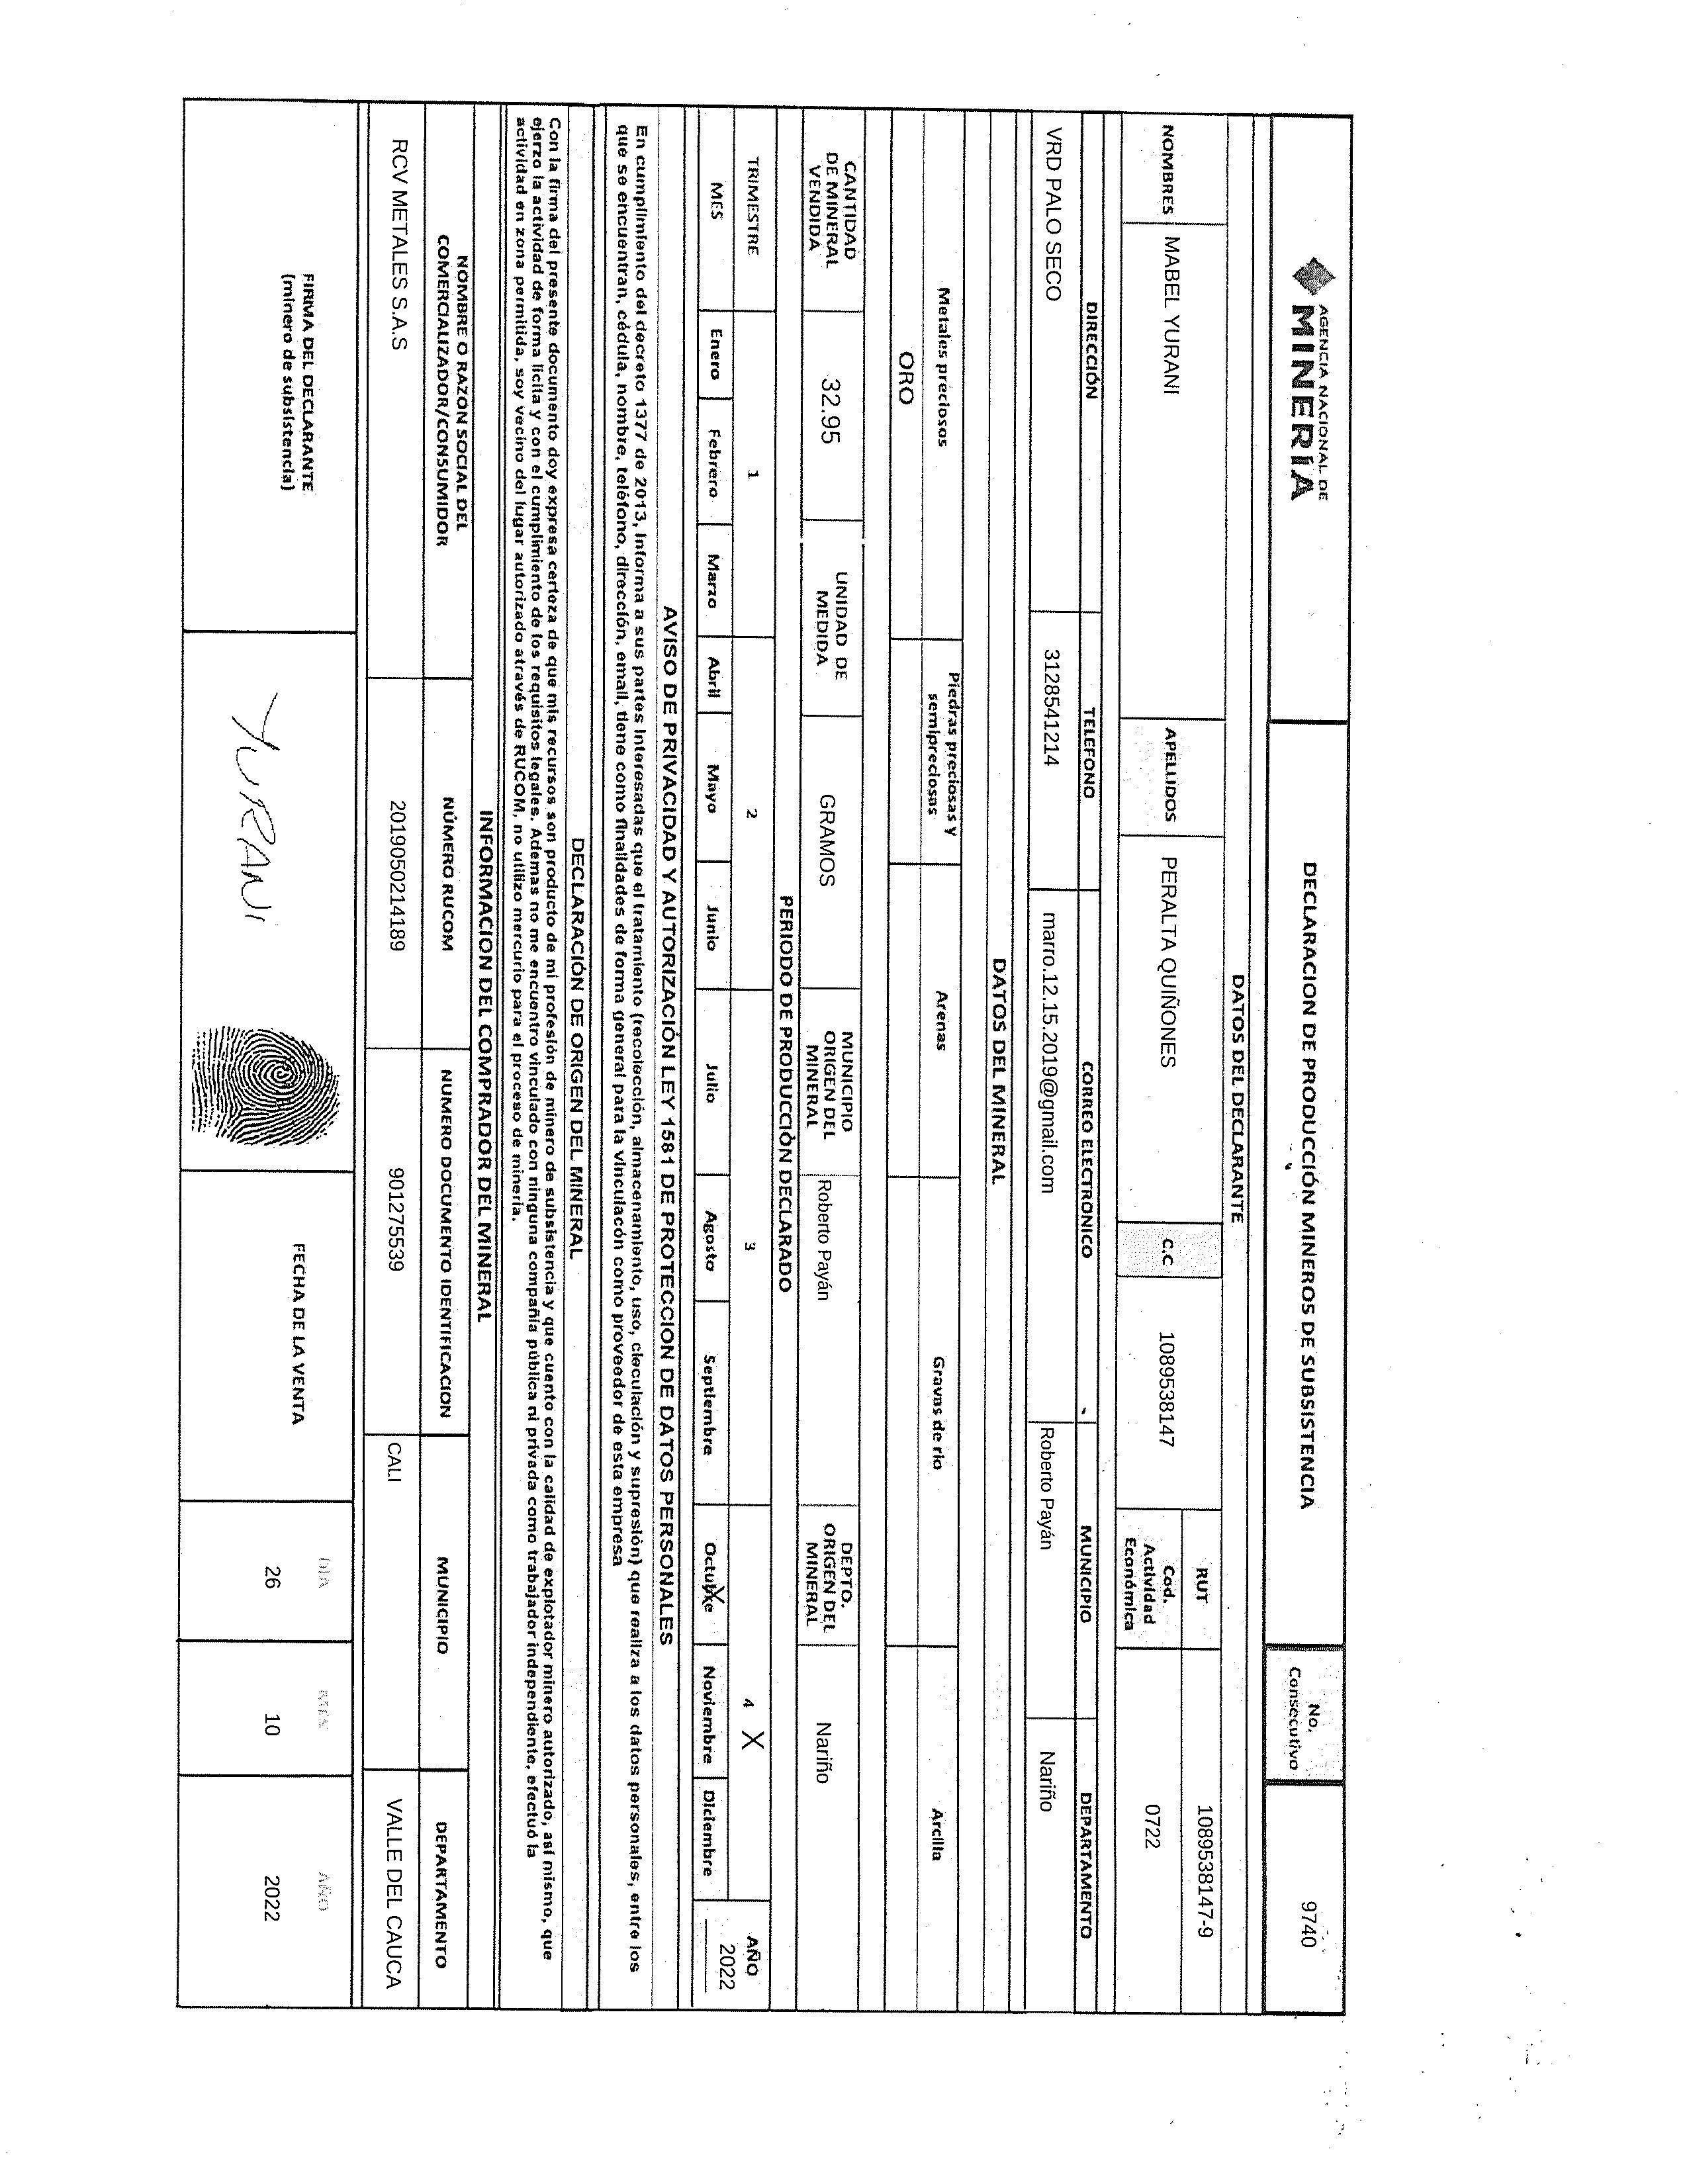 AGENCIA NACIONAL DE
MINERÍA
DECLARACION DE PRODUCCIÓN MINEROS DE SUBSISTENCIA
No.
Consecutivo
9740
DATOS DEL DECLARANTE
NOMBRES
MABEL YURANI
APELLIDOS
PERALTA QUIÑONES
C.C
1089538147
RUT
1089538147-9
Cod.
Actividad
Económica
0722
DIRECCIÓN
TELEFONO
CORREO ELECTRONICO
MUNICIPIO
DEPARTAMENTO
VRD PALO SECO
3128541214
marro.12.15.2019@gmail.com
Roberto Payán
Nariño
DATOS DEL MINERAL
Metales preciosos
Piedras preciosas y
semipreciosas
Arenas
Gravas de rio
Arcilla
ORO
CANTIDAD
DE MINERAL
VENDIDA
32.95
UNIDAD DE
MEDIDA
GRAMOS
MUNICIPIO
ORIGEN DEL
MINERAL
Roberto Payán
DEPTO.
ORIGEN DEL
MINERAL
Nariño
PERIODO DE PRODUCCIÓN DECLARADO
TRIMESTRE
1
2
3
4 X
AÑO
2022
MES
Enero
Febrero
Marzo
Abril
Mayo
Junio
Julio
Agosto
Septiembre
Octubre X
Noviembre
Diciembre
AVISO DE PRIVACIDAD Y AUTORIZACIÓN LEY 1581 DE PROTECCION DE DATOS PERSONALES
En cumplimiento del decreto 1377 de 2013, Informa a sus partes interesadas que el tratamiento (recolección, almacenamiento, uso, circulación y supresión) que realiza a los datos personales, entre los
que se encuentran, cédula, nombre, teléfono, dirección, email, tiene como finalidades de forma general para la vinculacón como proveedor de esta empresa
DECLARACIÓN DE ORIGEN DEL MINERAL
Con la firma del presente documento doy expresa certeza de que mis recursos son producto de mi profesión de minero de subsistencia y que cuento con la calidad de explotador minero autorizado, así mismo, que
ejerzo la actividad de forma licita y con el cumplimiento de los requisitos legales. Ademas no me encuentro vinculado con ninguna compañia pública ni privada como trabajador independiente, efectuó la
actividad en zona permitida, soy vecino del lugar autorizado através de RUCOM, no utilizo mercurio para el proceso de mineria.
INFORMACION DEL COMPRADOR DEL MINERAL
NOMBRE O RAZON SOCIAL DEL
COMERCIALIZADOR/CONSUMIDOR
NÚMERO RUCOM
NUMERO DOCUMENTO IDENTIFICACION
MUNICIPIO
DEPARTAMENTO
RCV METALES S.A.S
2019050214189
901275539
CALI
VALLE DEL CAUCA
FIRMA DEL DECLARANTE
(minero de subsistencia)
YURANI
FECHA DE LA VENTA
DIA
MES
AÑO
26
10
2022